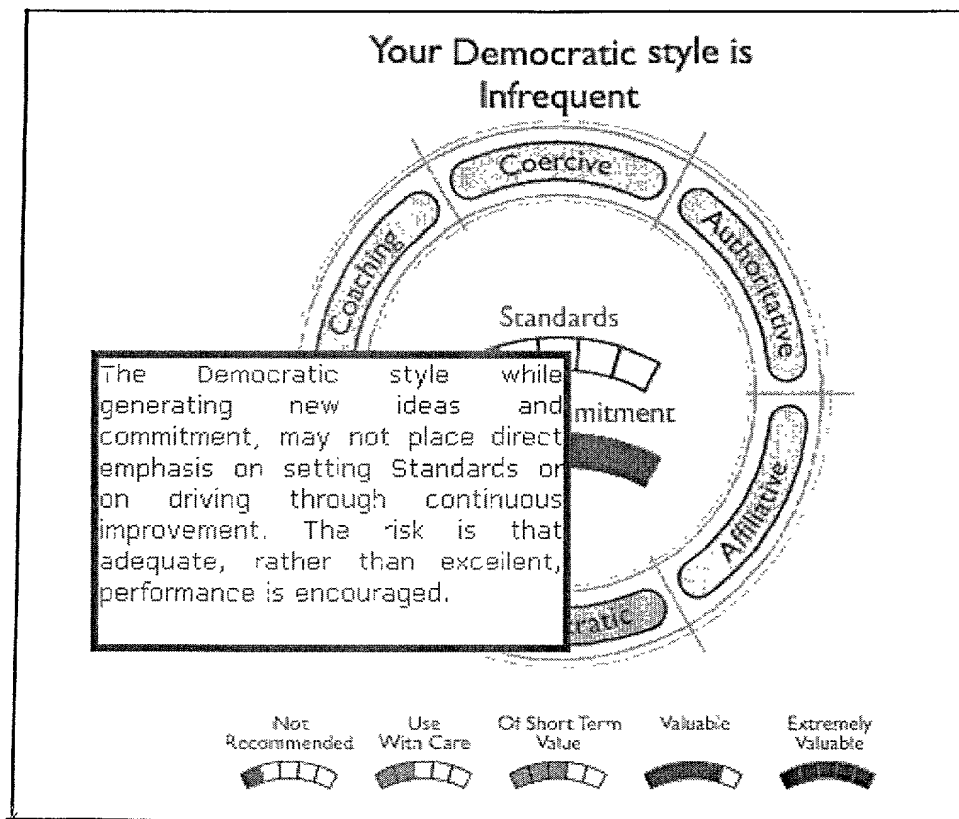 Your Democratic style is
Infrequent
Coercive
Authoritative
Coaching
Standards
The Democratic style while
generating new ideas and
commitment, may not place direct
emphasis on setting Standards or
on driving through continuous
improvement. The risk is that
adequate, rather than excellent,
performance is encouraged.
mitment
Affiliative
cratic
Not
Recommended
Use
With Care
Of Short Term
Value
Valuable
Extremely
Valuable